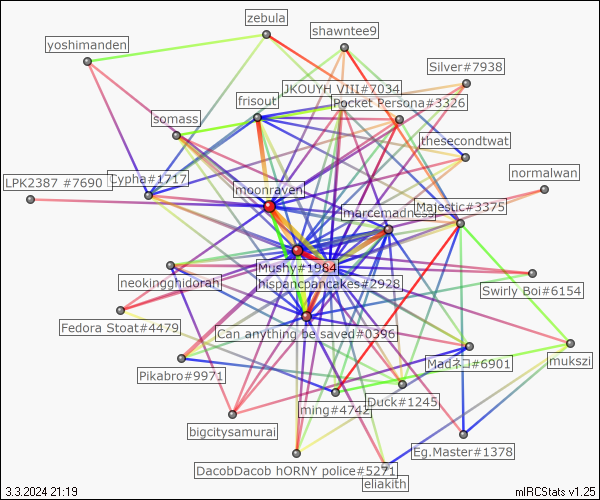 zebula
shawntee9
yoshimanden
Silver#7938
JKOUYH VIII#7034
frisout
Pocket Persona#3326
somass
thesecondtwat
normalwan
LPK2387 #7690
Cypha#1717
moonraven
Majestic#3375
marcemadness
Mushy#1984
neokingghidorah
hispancpancakes#2928
Swirly Boi#6154
Fedora Stoat#4479
Can anything be saved#0396
Madネコ#6901
mukszi
Pikabro#9971
Duck#1245
ming#4742
bigcitysamurai
Eg.Master#1378
DacobDacob hORNY police#5271
eliakith
3.3.2024 21:19
mIRCStats v1.25